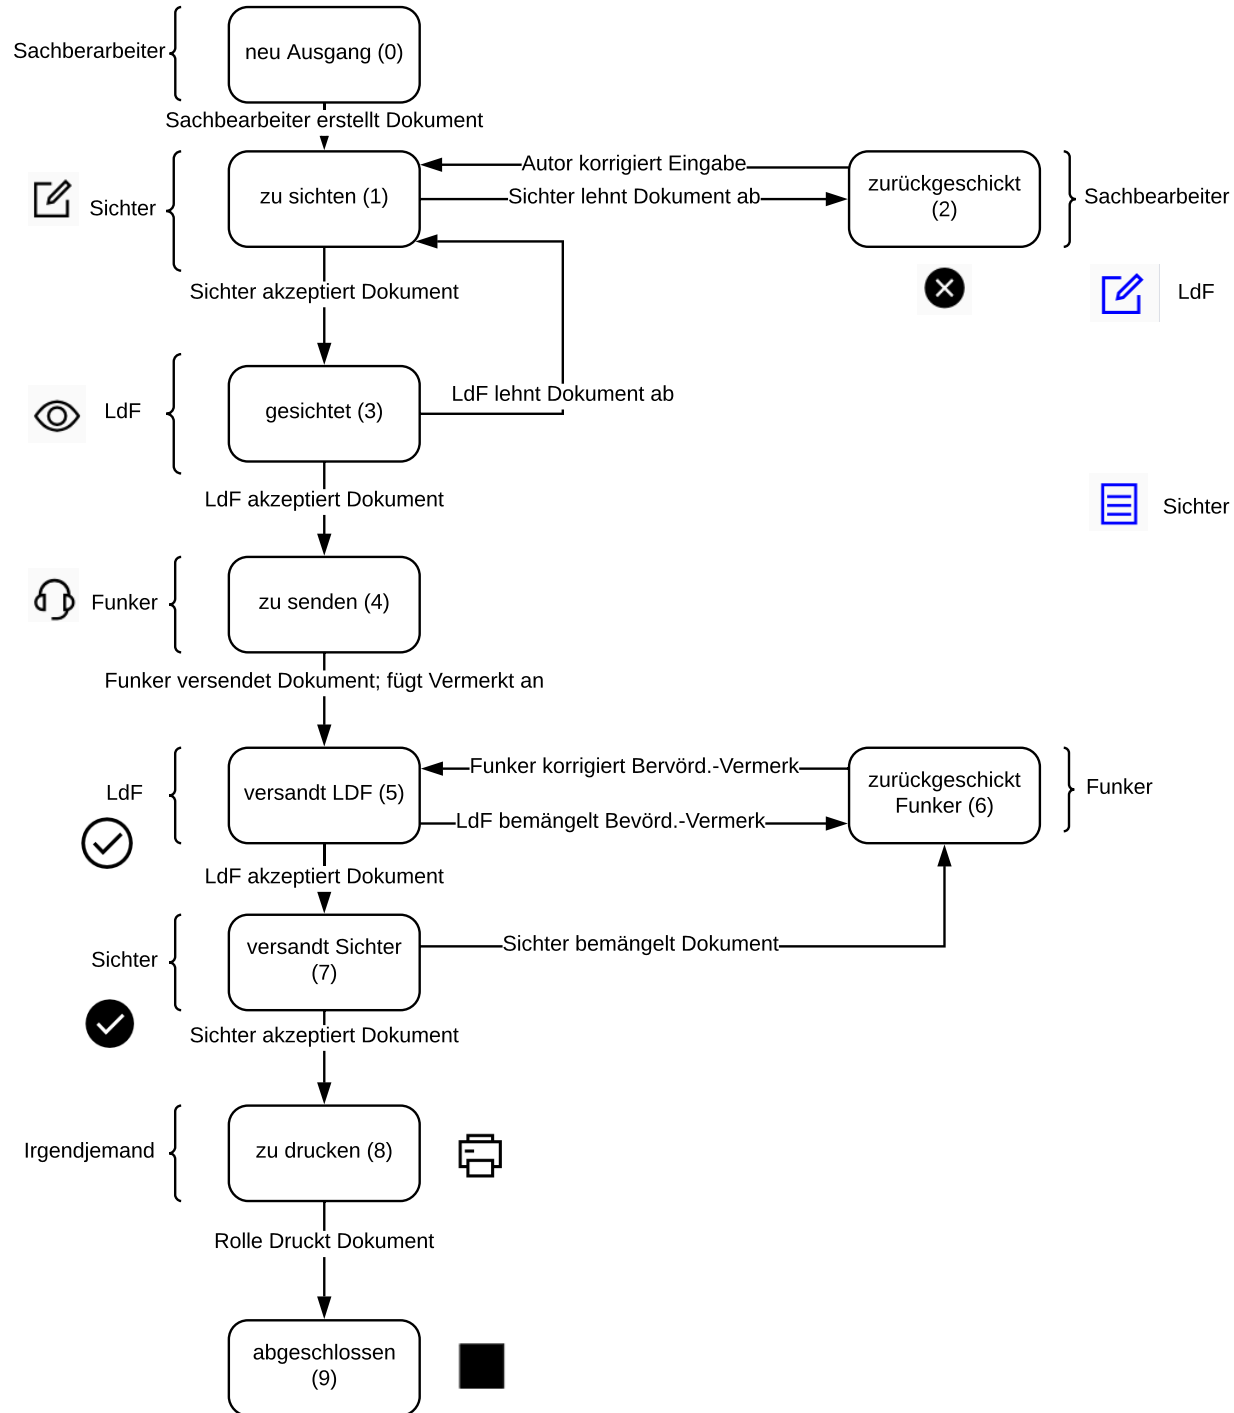 neu Ausgang (0)
Sachberarbeiter
Sachbearbeiter erstellt Dokument
Autor korrigiert Eingabe
zurückgeschickt
(2)
zu sichten (1)
Sichter lehnt Dokument ab
Sachbearbeiter
Sichter
Sichter akzeptiert Dokument
LdF
LdF lehnt Dokument ab
gesichtet (3)
LdF
LdF akzeptiert Dokument
Sichter
zu senden (4)
Funker
Funker versendet Dokument; fügt Vermerkt an
Funker korrigiert Bervörd.-Vermerk
zurückgeschickt
Funker (6)
Funker
LdF
versandt LDF (5)
LdF bemängelt Bevörd.-Vermerk
LdF akzeptiert Dokument
versandt Sichter
(7)
Sichter bemängelt Dokument
Sichter
Sichter akzeptiert Dokument
Irgendjemand
zu drucken (8)
Rolle Druckt Dokument
abgeschlossen
(9)